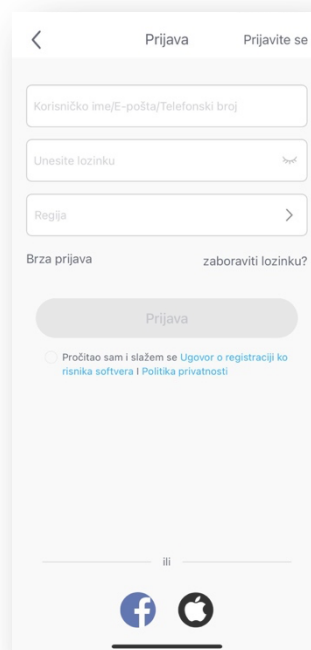 Prijava
Prijavite se
Korisničko ime/E-pošta/Telefonski broj
Unesite lozinku
Regija
Brza prijava
zaboraviti lozinku?
Prijava
Pročitao sam i slažem se Ugovor o registraciji ko
risnika softvera I Politika privatnosti
ili